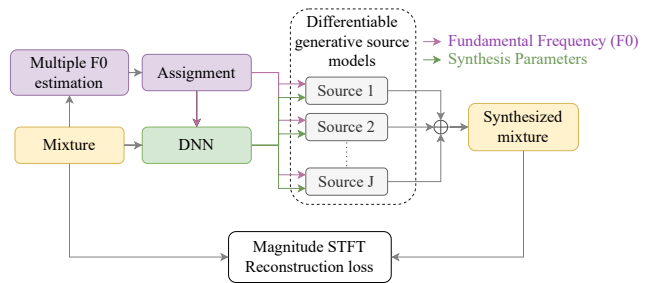 Differentiable
generative source
models
Fundamental Frequency (F0)
Synthesis Parameters
Multiple F0
estimation
Assignment
Source 1
Source 2
Source J
Mixture
DNN
Synthesized
mixture
Magnitude STFT
Reconstruction loss